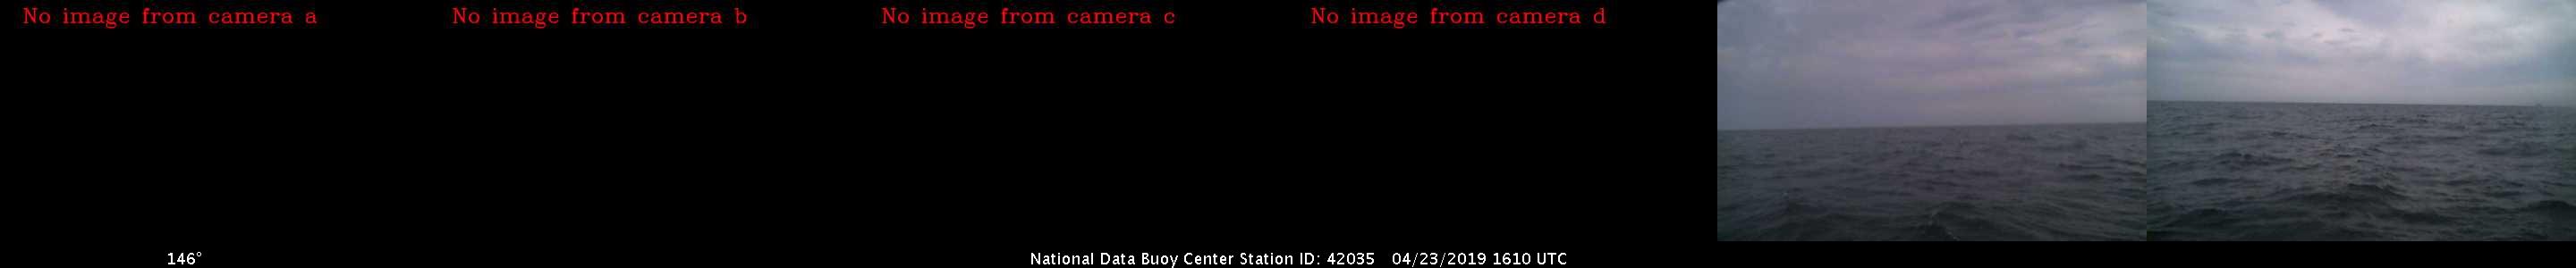 No image from camera a
No image from camera b
No image from camera c
No image from camera d
146°
National Data Buoy Center Station ID: 42035 04/23/2019 1610 UTC